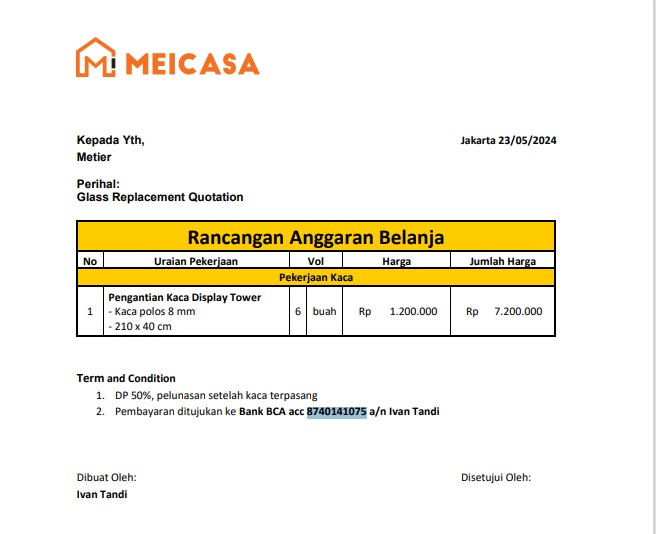 MEICASA
Kepada Yth,
Jakarta 23/05/2024
Metier
Perihal:
Glass Replacement Quotation
Rancangan Anggaran Belanja
No Uraian Pekerjaan Vol Harga Jumlah Harga
Pekerjaan Kaca
Pengantian Kaca Display Tower
1 - Kaca polos 8 mm 6 buah Rp 1.200.000 Rp 7.200.000
- 210 x 40 cm
Term and Condition
1. DP 50%, pelunasan setelah kaca terpasang
2. Pembayaran ditujukan ke Bank BCA acc 8740141075 a/n Ivan Tandi
Dibuat Oleh: Disetujui Oleh:
Ivan Tandi